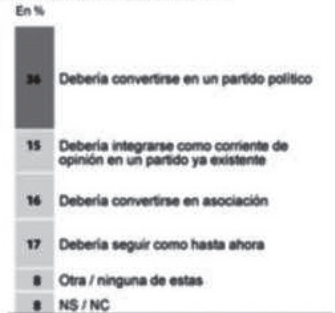 En %
36 Debería convertirse en un partido político
15 Debería integrarse como corriente de
opinión en un partido ya existente
16 Debería convertirse en asociación
17 Debería seguir como hasta ahora
8 Otra / ninguna de estas
8 NS / NC